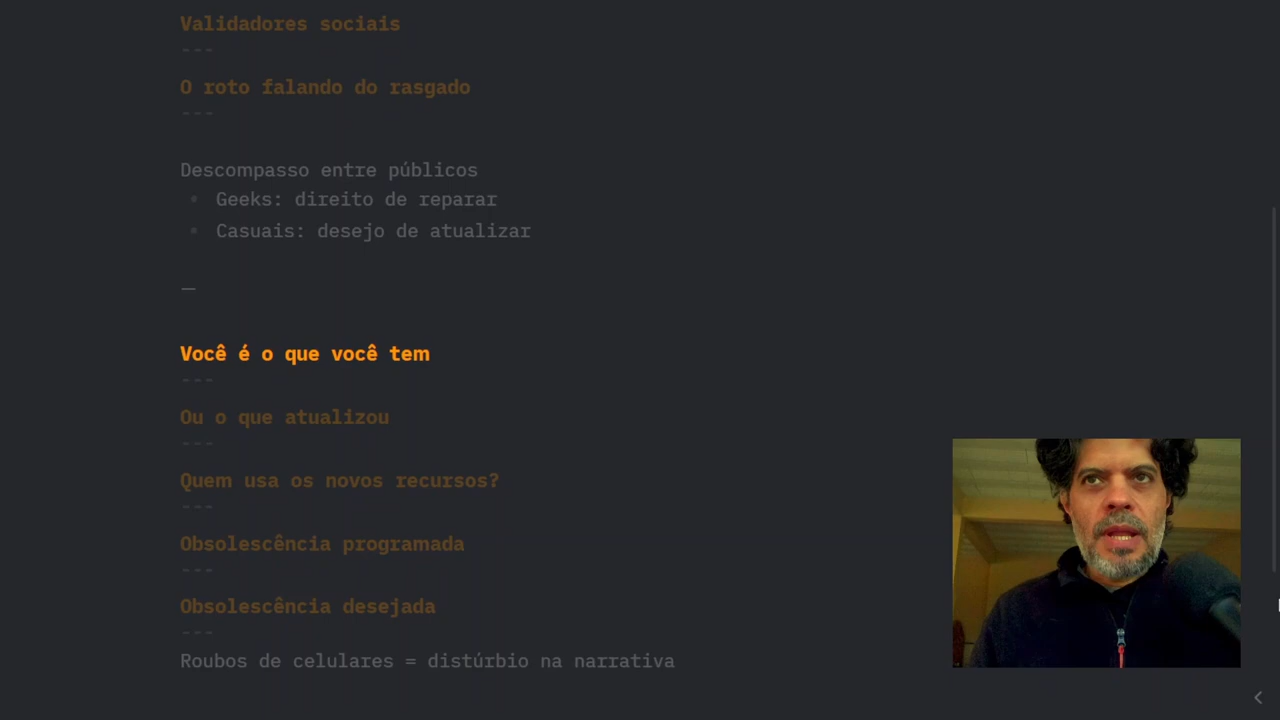 Validadores sociais
---
O roto falando do rasgado
---
Descompasso entre públicos
Geeks: direito de reparar
Casuais: desejo de atualizar
—
Você é o que você tem
---
Ou o que atualizou
---
Quem usa os novos recursos?
---
Obsolescência programada
---
Obsolescência desejada
---
Roubos de celulares = distúrbio na narrativa